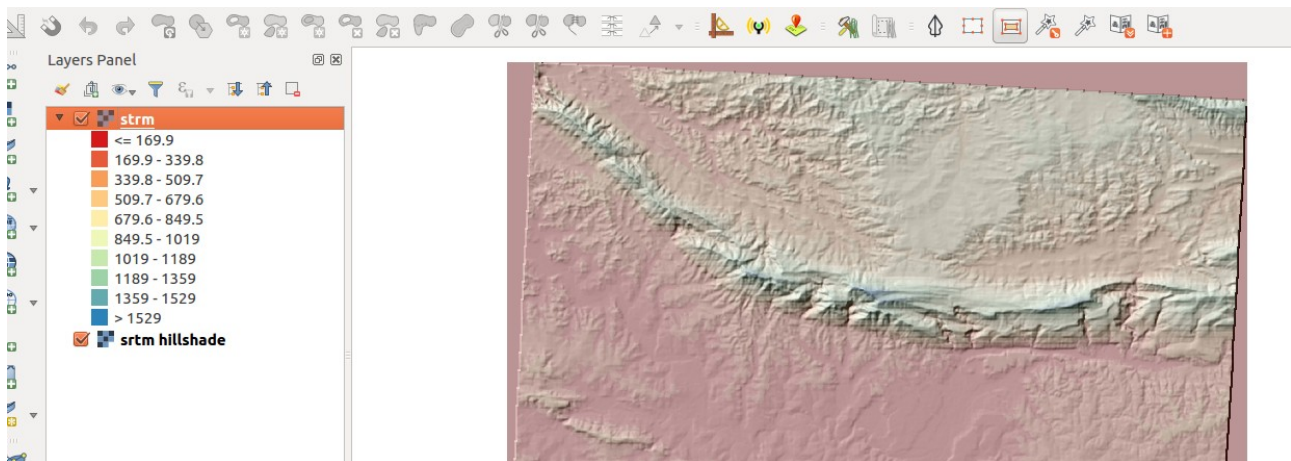 Layers Panel
strm
<= 169.9
169.9 - 339.8
339.8 - 509.7
509.7 - 679.6
679.6 - 849.5
849.5 - 1019
1019 - 1189
1189 - 1359
1359 - 1529
> 1529
srtm hillshade